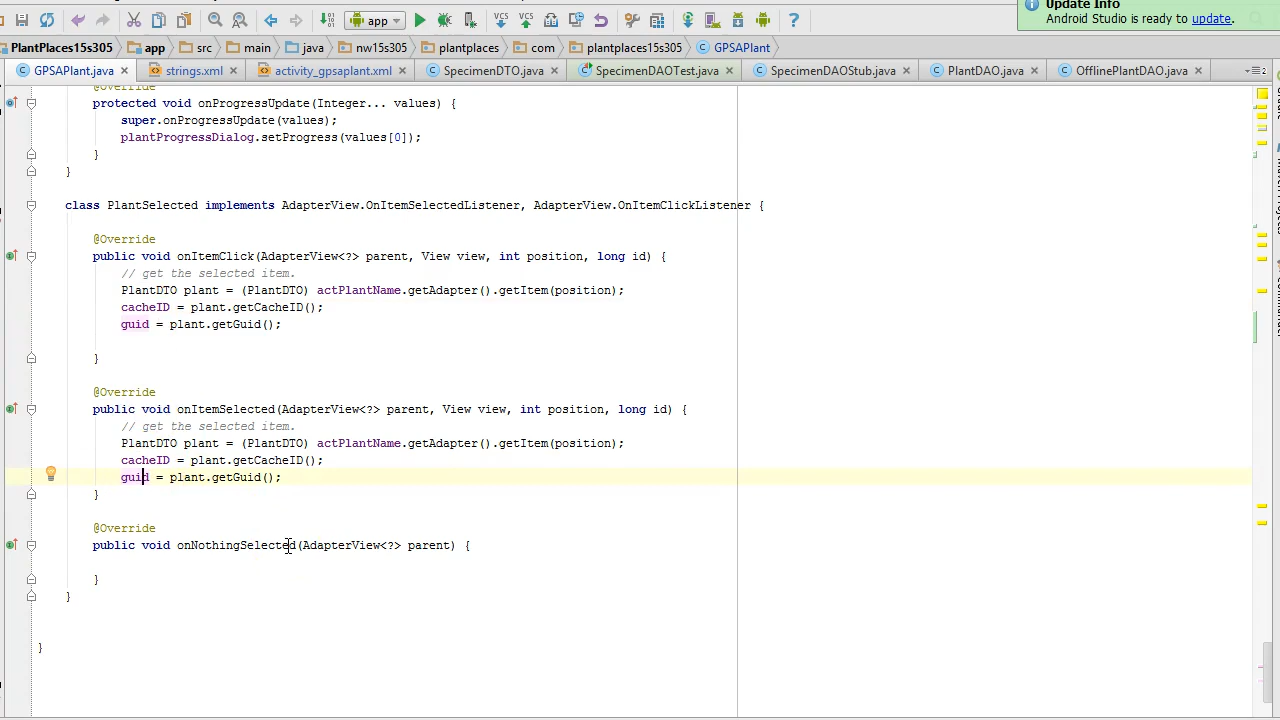 Update Info
Android Studio is ready to update.
app
PlantPlaces15s305 app src main java nw15s305 plantplaces com plantplaces15s305 GPSAPlant
GPSAPlant.java strings.xml activity_gpsaplant.xml SpecimenDTO.java SpecimenDAOTest.java SpecimenDAOStub.java PlantDAO.java OfflinePlantDAO.java
@Override
protected void onProgressUpdate(Integer... values) {
super.onProgressUpdate(values);
plantProgressDialog.setProgress(values[0]);
}
}
class PlantSelected implements AdapterView.OnItemSelectedListener, AdapterView.OnItemClickListener {
@Override
public void onItemClick(AdapterView<?> parent, View view, int position, long id) {
// get the selected item.
PlantDTO plant = (PlantDTO) actPlantName.getAdapter().getItem(position);
cacheID = plant.getCacheID();
guid = plant.getGuid();
}
@Override
public void onItemSelected(AdapterView<?> parent, View view, int position, long id) {
// get the selected item.
PlantDTO plant = (PlantDTO) actPlantName.getAdapter().getItem(position);
cacheID = plant.getCacheID();
guid = plant.getGuid();
}
@Override
public void onNothingSelected(AdapterView<?> parent) {
}
}
}